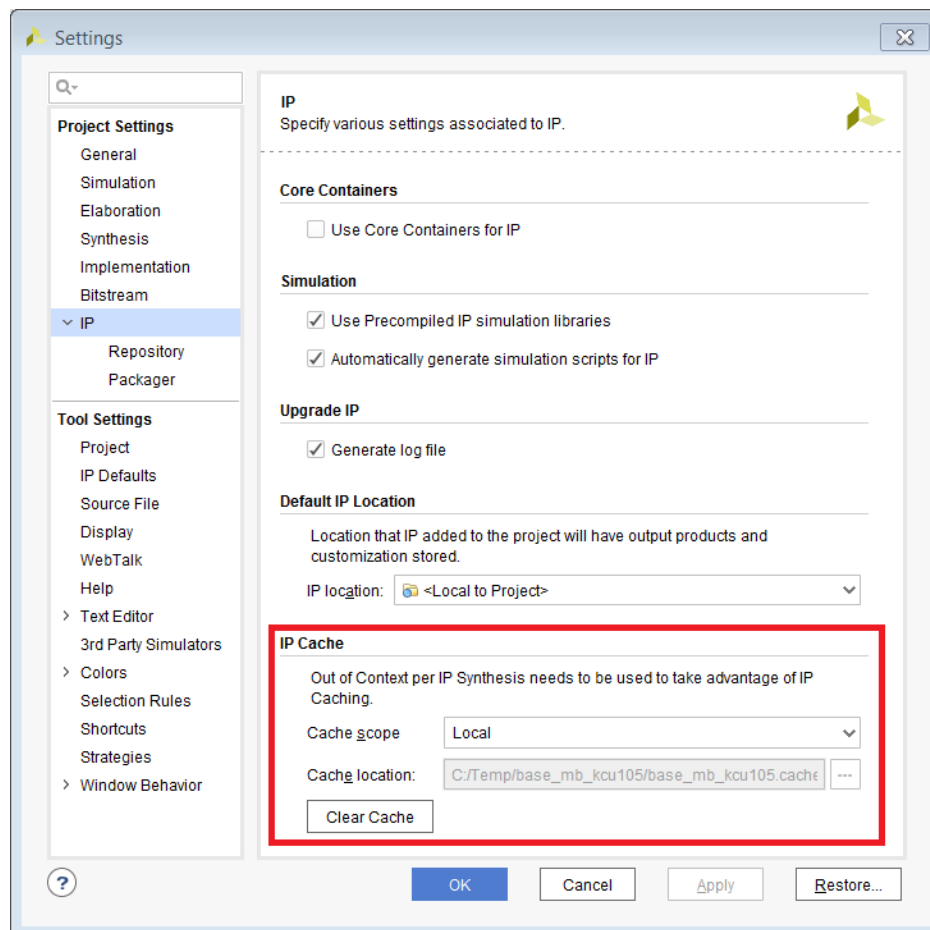 Settings
Project Settings
General
Simulation
Elaboration
Synthesis
Implementation
Bitstream
IP
Repository
Packager
Tool Settings
Project
IP Defaults
Source File
Display
WebTalk
Help
Text Editor
3rd Party Simulators
Colors
Selection Rules
Shortcuts
Strategies
Window Behavior
IP
Specify various settings associated to IP.
Core Containers
Use Core Containers for IP
Simulation
Use Precompiled IP simulation libraries
Automatically generate simulation scripts for IP
Upgrade IP
Generate log file
Default IP Location
Location that IP added to the project will have output products and
customization stored.
IP location: <Local to Project>
IP Cache
Out of Context per IP Synthesis needs to be used to take advantage of IP
Caching.
Cache scope Local
Cache location: C:/Temp/base_mb_kcu105/base_mb_kcu105.cache ...
Clear Cache
? OK Cancel Apply Restore...